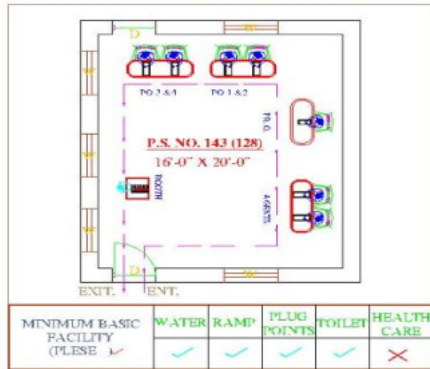 D
W
PO 3 & 4
PO 1 & 2
W
P.R.O.
P.S. NO. 143 (128)
16'-0" X 20'-0"
W
BOOTH
AGENTS
W
D
W
EXIT.
ENT.
MINIMUM BASIC FACILITY (PLESE ✓)
WATER
RAMP
PLUG POINTS
TOILET
HEALTH CARE
✓
✓
✓
✓
✗